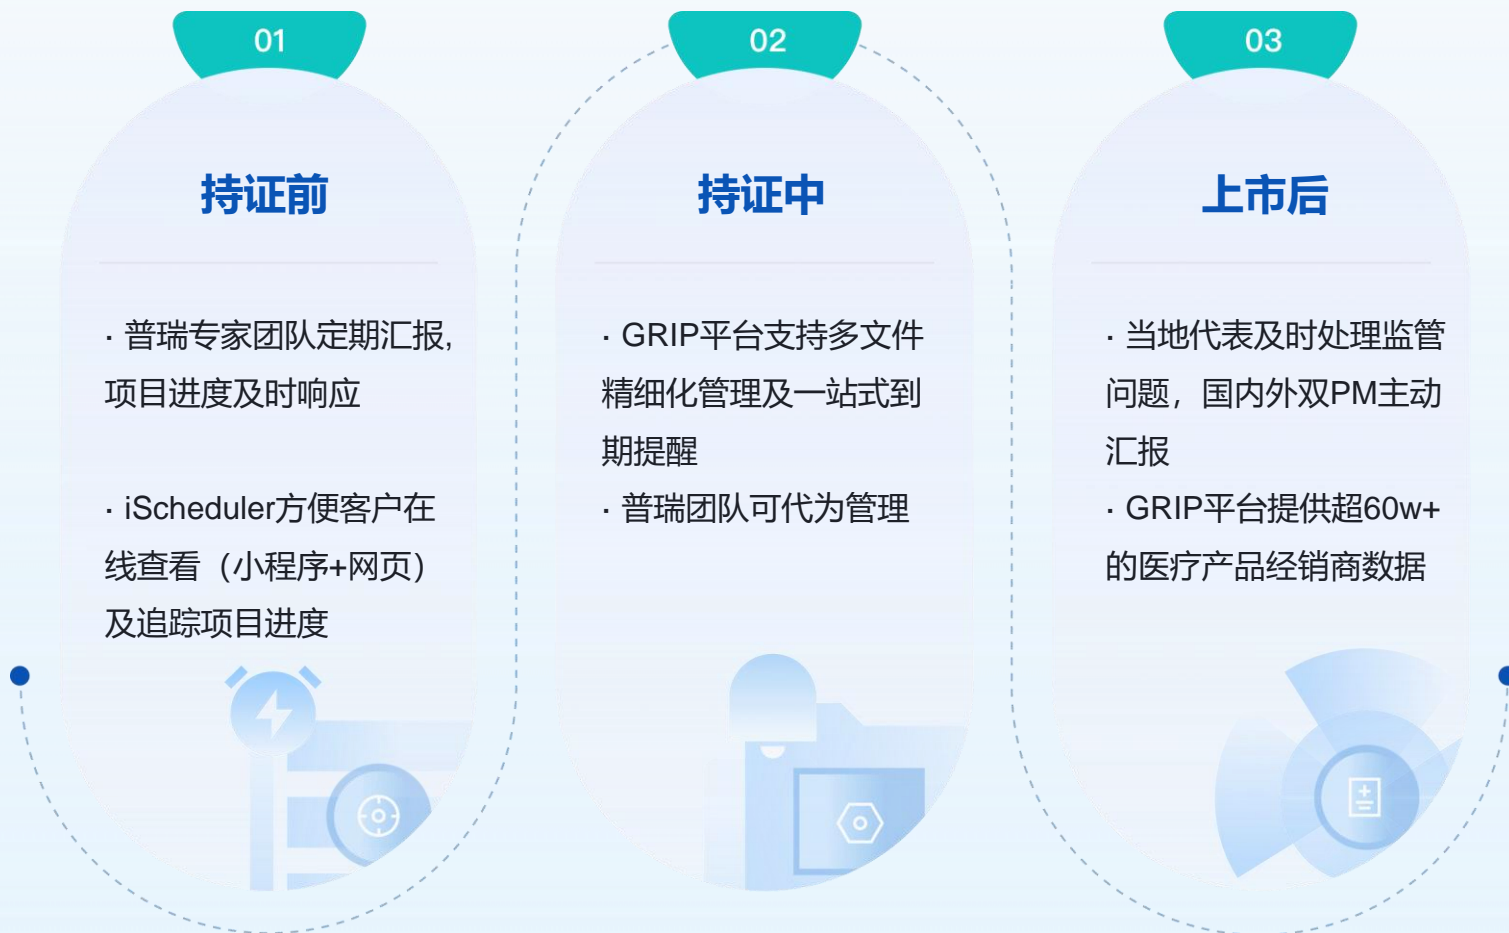 01
持证前
· 普瑞专家团队定期汇报,
项目进度及时响应
· iScheduler方便客户在
线查看（小程序+网页）
及追踪项目进度
02
持证中
· GRIP平台支持多文件
精细化管理及一站式到
期提醒
· 普瑞团队可代为管理
03
上市后
· 当地代表及时处理监管
问题，国内外双PM主动
汇报
· GRIP平台提供超60w+
的医疗产品经销商数据